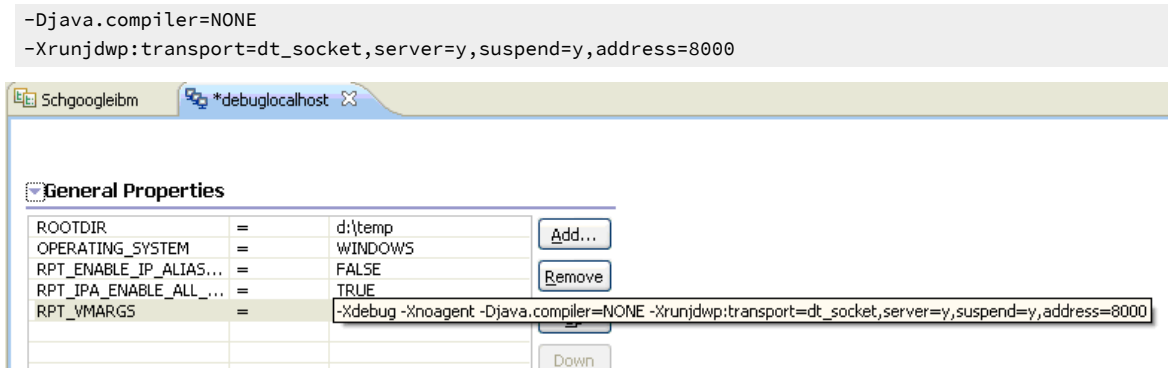 -Djava.compiler=NONE
-Xrunjdwp:transport=dt_socket,server=y,suspend=y,address=8000
Schgoogleibm *debuglocalhost
General Properties
ROOTDIR = d:\temp Add...
OPERATING_SYSTEM = WINDOWS
RPT_ENABLE_IP_ALIAS... = FALSE Remove
RPT_IPA_ENABLE_ALL_... = TRUE
RPT_VMARGS = -Xdebug -Xnoagent -Djava.compiler=NONE -Xrunjdwp:transport=dt_socket,server=y,suspend=y,address=8000
Down